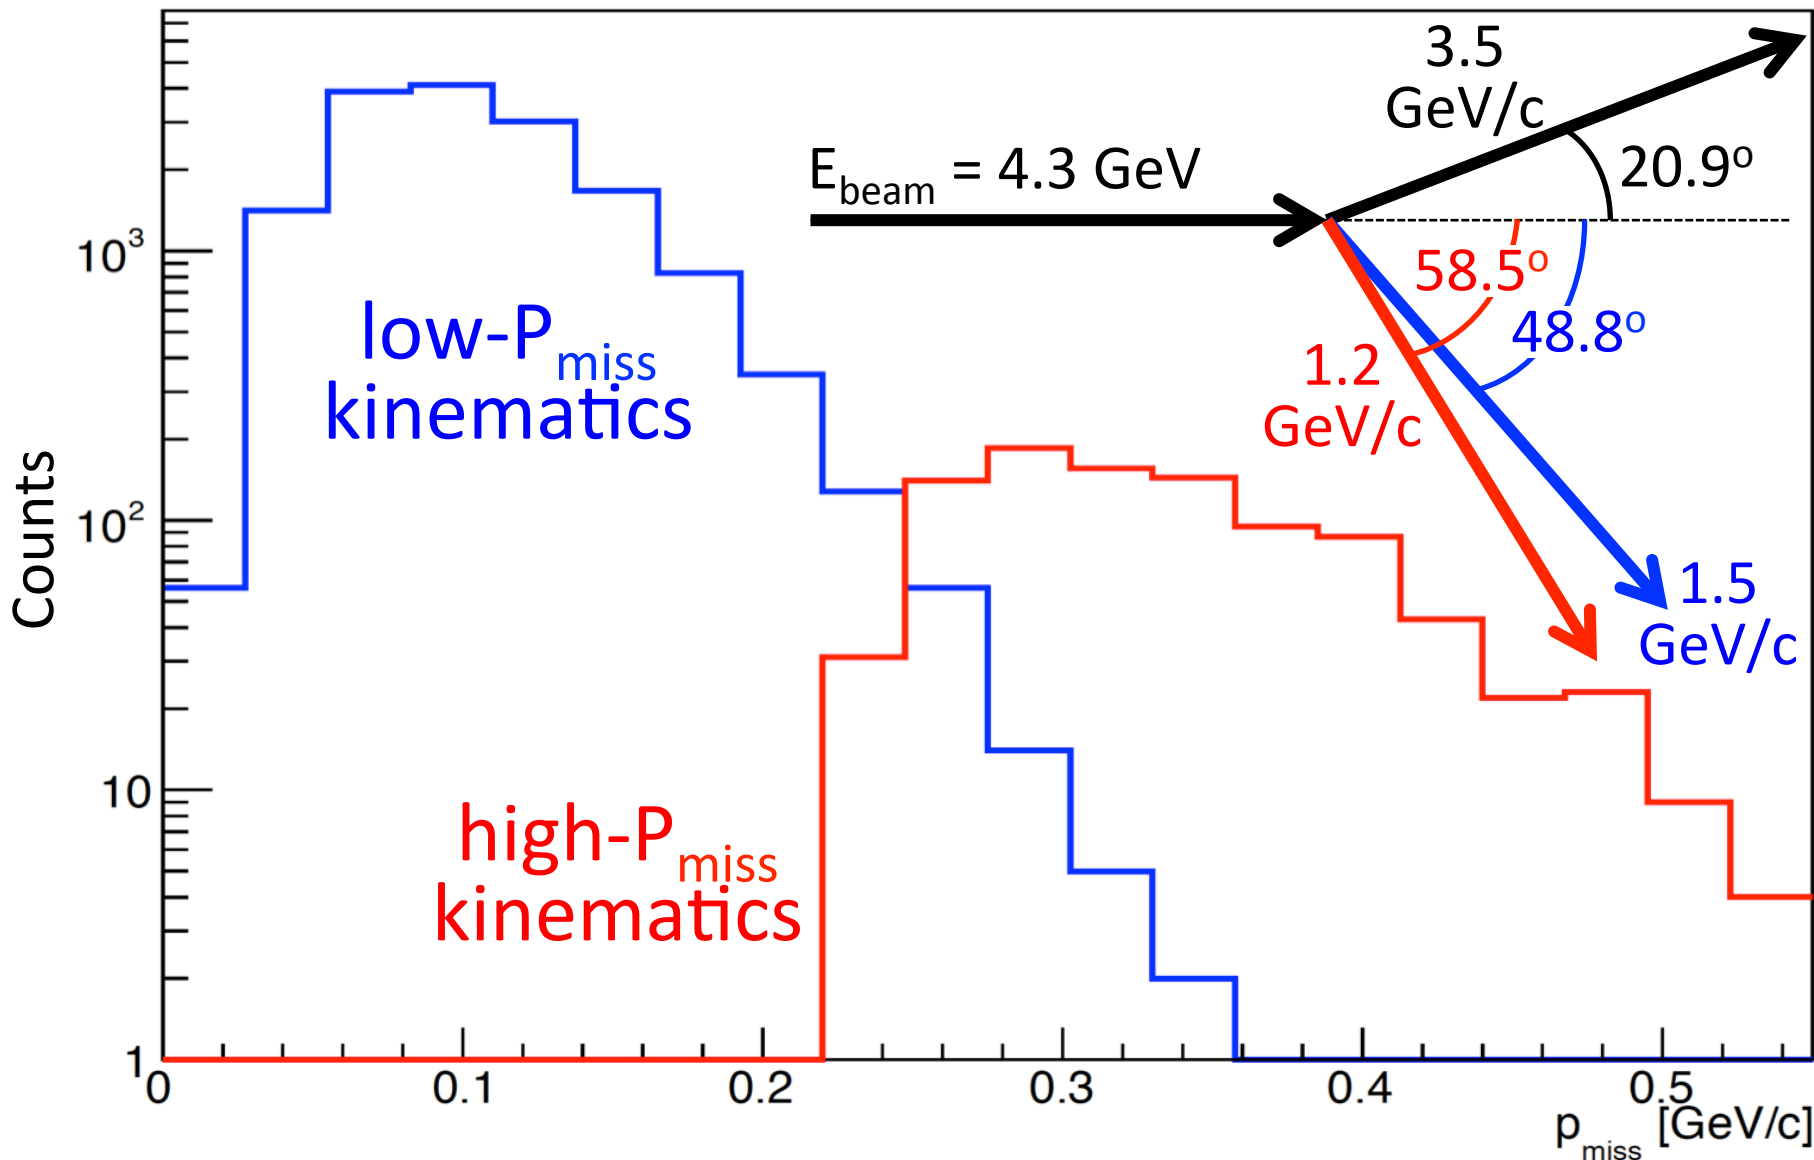 3.5
GeV/c
E_beam = 4.3 GeV
20.9°
58.5°
48.8°
10³
low-P_miss
kinematics
1.2
GeV/c
Counts
10²
1.5
GeV/c
10
high-P_miss
kinematics
1
0 0.1 0.2 0.3 0.4 0.5
p_miss [GeV/c]